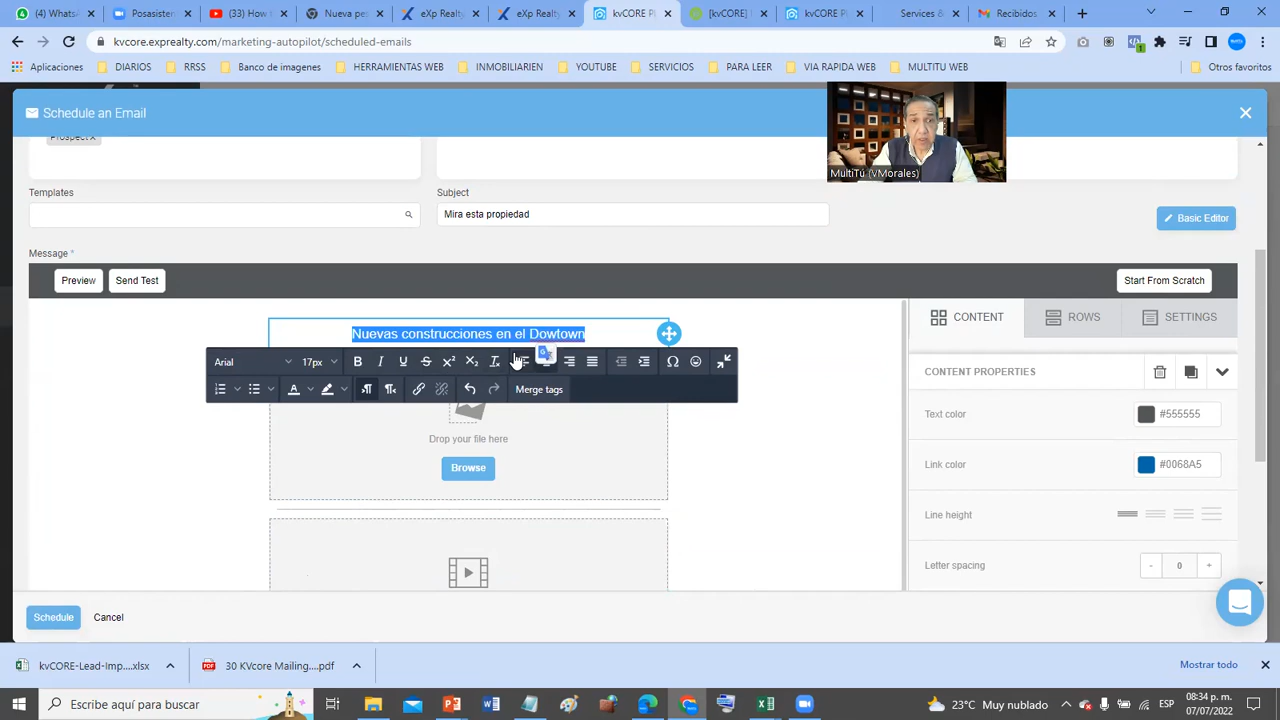 (4) Whats
Posasisten
(33) How
Nueva pes
eXp Realty
eXp Realty
kvCORE Pl
[kvCORE]
kvCORE Pl
Services &
Recibidos
kvcore.exprealty.com/marketing-autopilot/scheduled-emails
1
Aplicaciones
DIARIOS
RRSS
Banco de imagenes
HERRAMIENTAS WEB
INMOBILIARIEN
YOUTUBE
SERVICIOS
PARA LEER
VIA RAPIDA WEB
MULTITU WEB
Otros favoritos
Schedule an Email
MultiTú (VMorales)
Prospect
Templates
Subject
Mira esta propiedad
Basic Editor
Message *
Preview
Send Test
Start From Scratch
Nuevas construcciones en el Dowtown
CONTENT
ROWS
SETTINGS
Arial
17px
Merge tags
CONTENT PROPERTIES
Text color
#555555
Drop your file here
Browse
Link color
#0068A5
Line height
Letter spacing
- 0 +
Schedule
Cancel
kvCORE-Lead-Imp....xlsx
30 KVcore Mailing....pdf
Mostrar todo
Escribe aquí para buscar
23°C Muy nublado
ESP
08:34 p. m.
07/07/2022